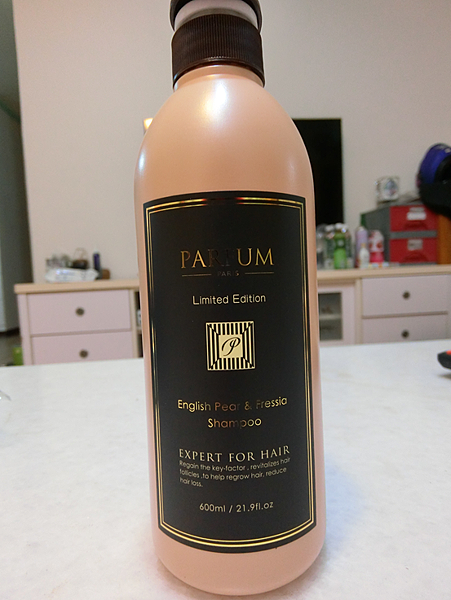 PARFUM
PARIS
Limited Edition
P
English Pear & Fressia
Shampoo
EXPERT FOR HAIR
Regain the key-factor , revitalizes hair
follicles ,to help regrow hair, reduce
hair loss.
600ml / 21.9fl.oz